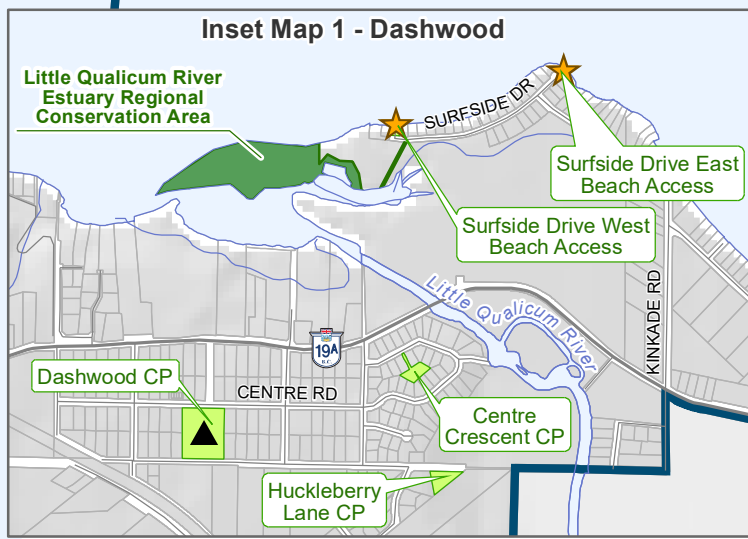 Inset Map 1 - Dashwood
Little Qualicum River
Estuary Regional
Conservation Area
SURFSIDE DR
Surfside Drive East
Beach Access
Surfside Drive West
Beach Access
Little Qualicum River
KINKADE RD
19A
B.C.
Dashwood CP
CENTRE RD
Centre
Crescent CP
Huckleberry
Lane CP